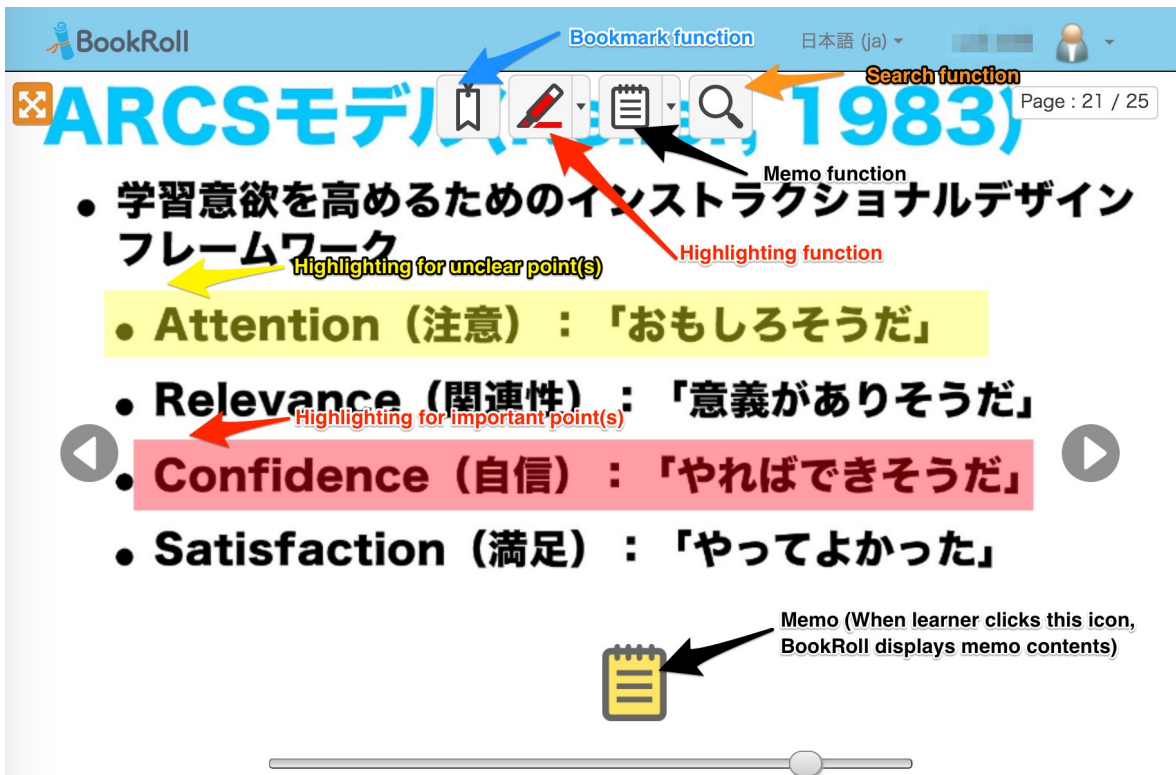 BookRoll
Bookmark function
日本語 (ja)
Search function
ARCSモデル( 1983)
Page : 21 / 25
Memo function
学習意欲を高めるためのインストラクショナルデザイン
フレームワーク
Highlighting function
Highlighting for unclear point(s)
Attention（注意）：「おもしろそうだ」
Relevance（関連性）：「意義がありそうだ」
Highlighting for important point(s)
Confidence（自信）：「やればできそうだ」
Satisfaction（満足）：「やってよかった」
Memo (When learner clicks this icon,
BookRoll displays memo contents)